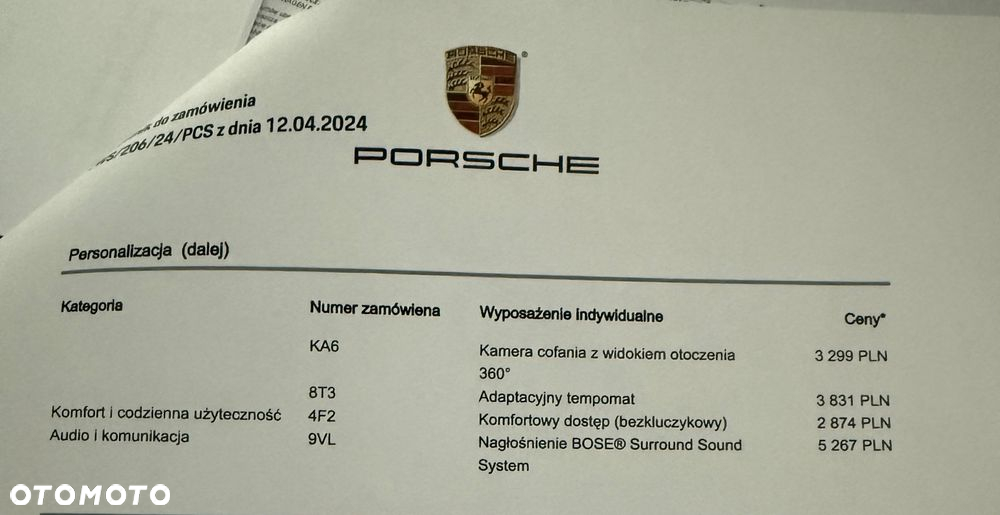 do zamówienia
/206/24/PCS z dnia 12.04.2024
PORSCHE
PORSCHE
Personalizacja (dalej)
Kategoria Numer zamówiena Wyposażenie indywidualne Ceny*
KA6 Kamera cofania z widokiem otoczenia 3 299 PLN
360°
8T3 Adaptacyjny tempomat 3 831 PLN
Komfort i codzienna użyteczność 4F2 Komfortowy dostęp (bezkluczykowy) 2 874 PLN
Audio i komunikacja 9VL Nagłośnienie BOSE® Surround Sound 5 267 PLN
System
OTOMOTO